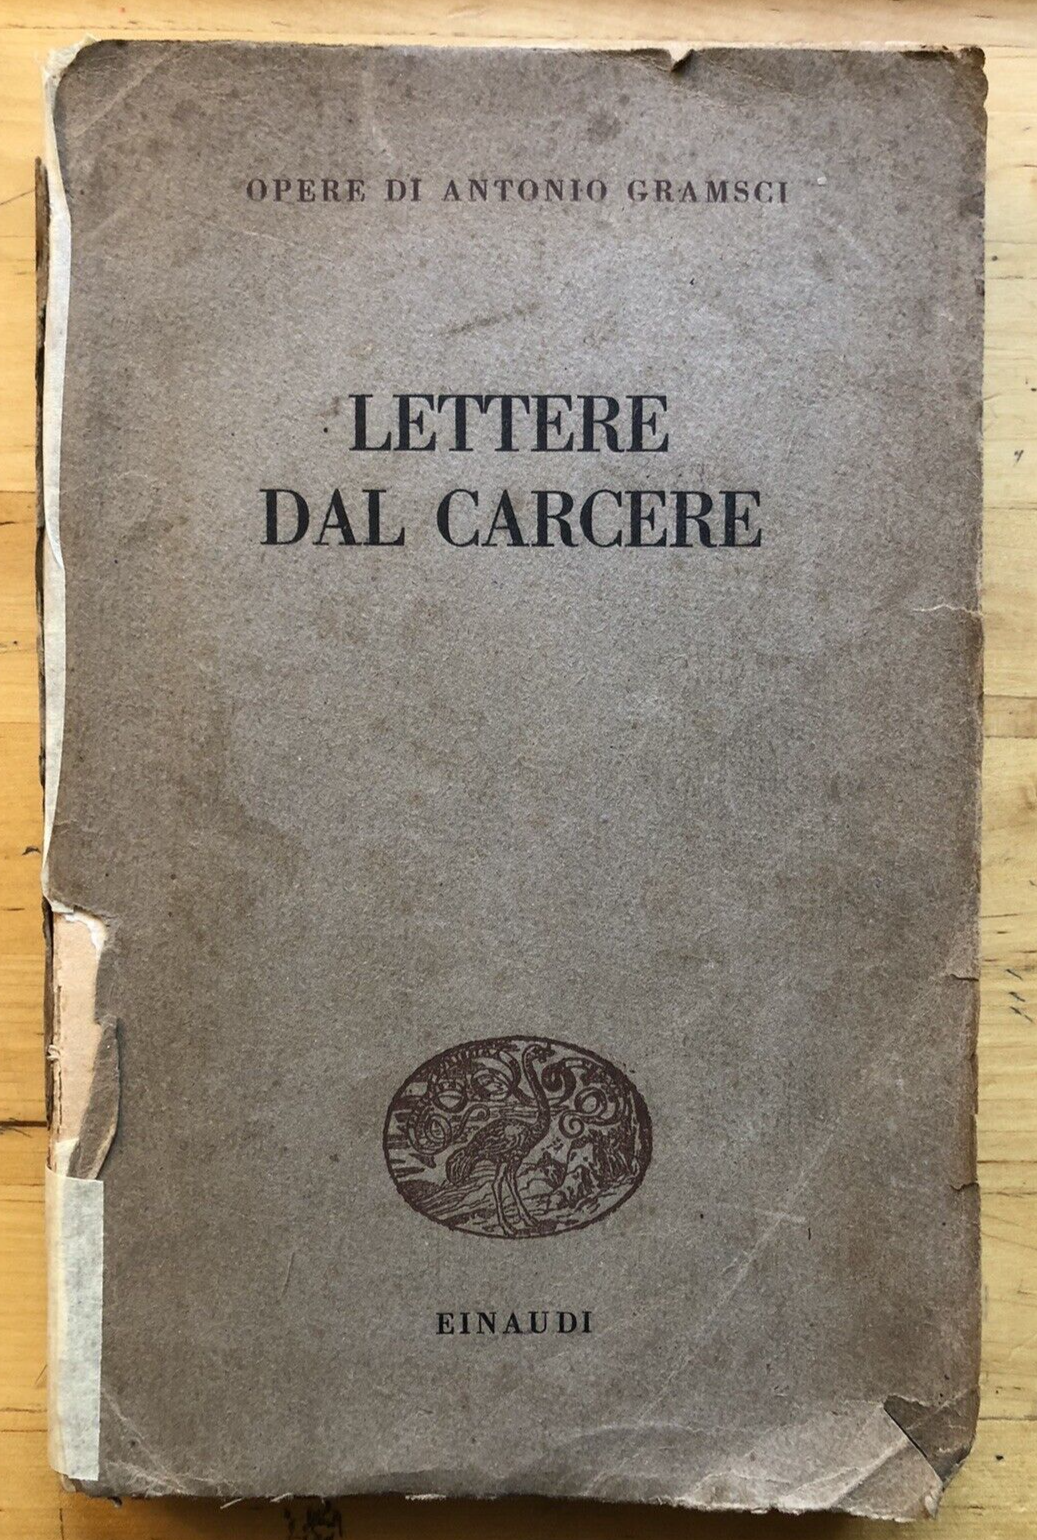 OPERE DI ANTONIO GRAMSCI
LETTERE
DAL CARCERE
EINAUDI